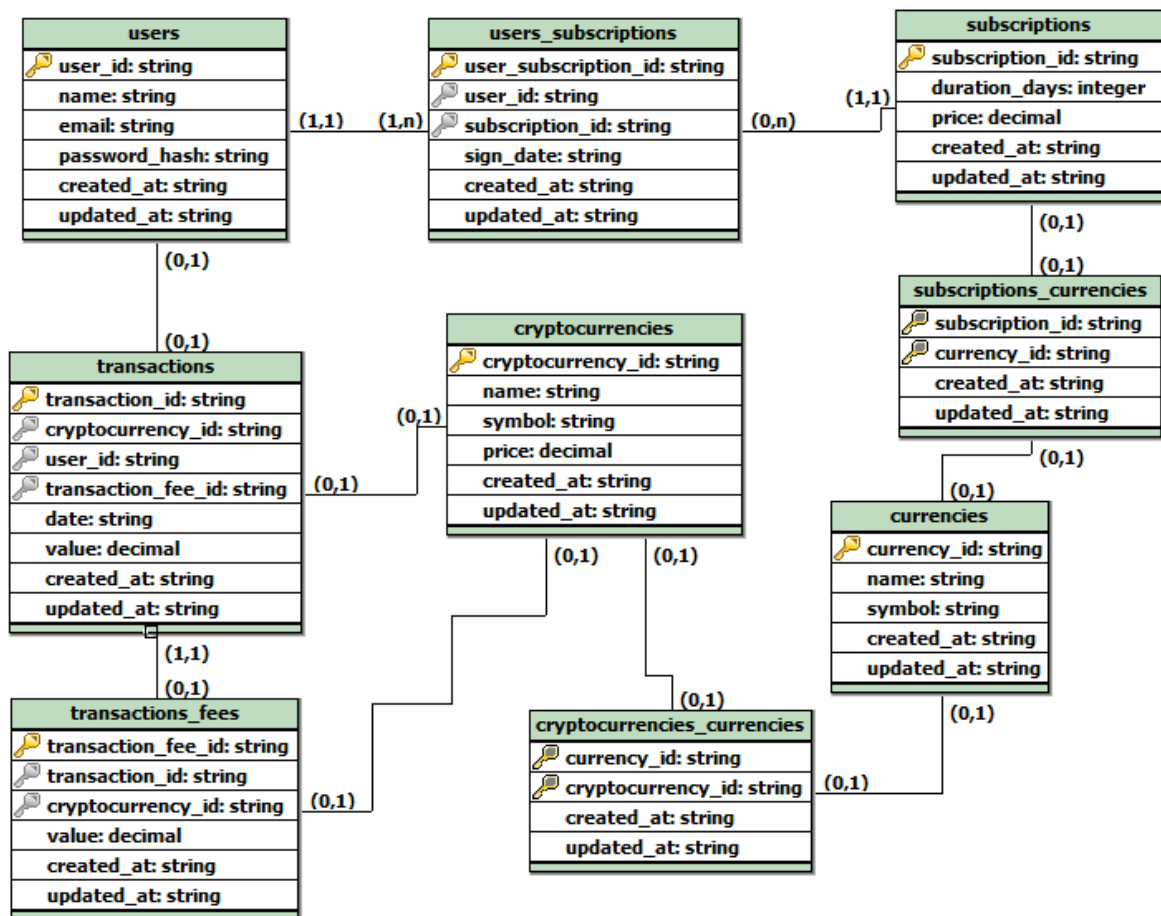 users
user_id: string
name: string
email: string
password_hash: string
created_at: string
updated_at: string
(1,1)
(1,n)
users_subscriptions
user_subscription_id: string
user_id: string
subscription_id: string
sign_date: string
created_at: string
updated_at: string
(0,n)
(1,1)
subscriptions
subscription_id: string
duration_days: integer
price: decimal
created_at: string
updated_at: string
(0,1)
(0,1)
subscriptions_currencies
subscription_id: string
currency_id: string
created_at: string
updated_at: string
(0,1)
(0,1)
(0,1)
(0,1)
transactions
transaction_id: string
cryptocurrency_id: string
user_id: string
transaction_fee_id: string
date: string
value: decimal
created_at: string
updated_at: string
(0,1)
(0,1)
cryptocurrencies
cryptocurrency_id: string
name: string
symbol: string
price: decimal
created_at: string
updated_at: string
(0,1)
(0,1)
currencies
currency_id: string
name: string
symbol: string
created_at: string
updated_at: string
(0,1)
(1,1)
(0,1)
transactions_fees
transaction_fee_id: string
transaction_id: string
cryptocurrency_id: string
value: decimal
created_at: string
updated_at: string
(0,1)
(0,1)
cryptocurrencies_currencies
currency_id: string
cryptocurrency_id: string
created_at: string
updated_at: string
(0,1)